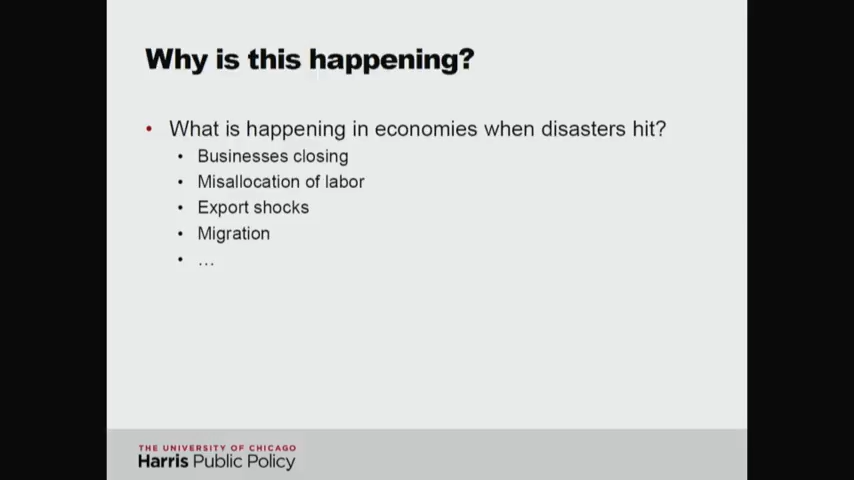 Why is this happening?
• What is happening in economies when disasters hit?
• Businesses closing
• Misallocation of labor
• Export shocks
• Migration
• …
THE UNIVERSITY OF CHICAGO
Harris Public Policy